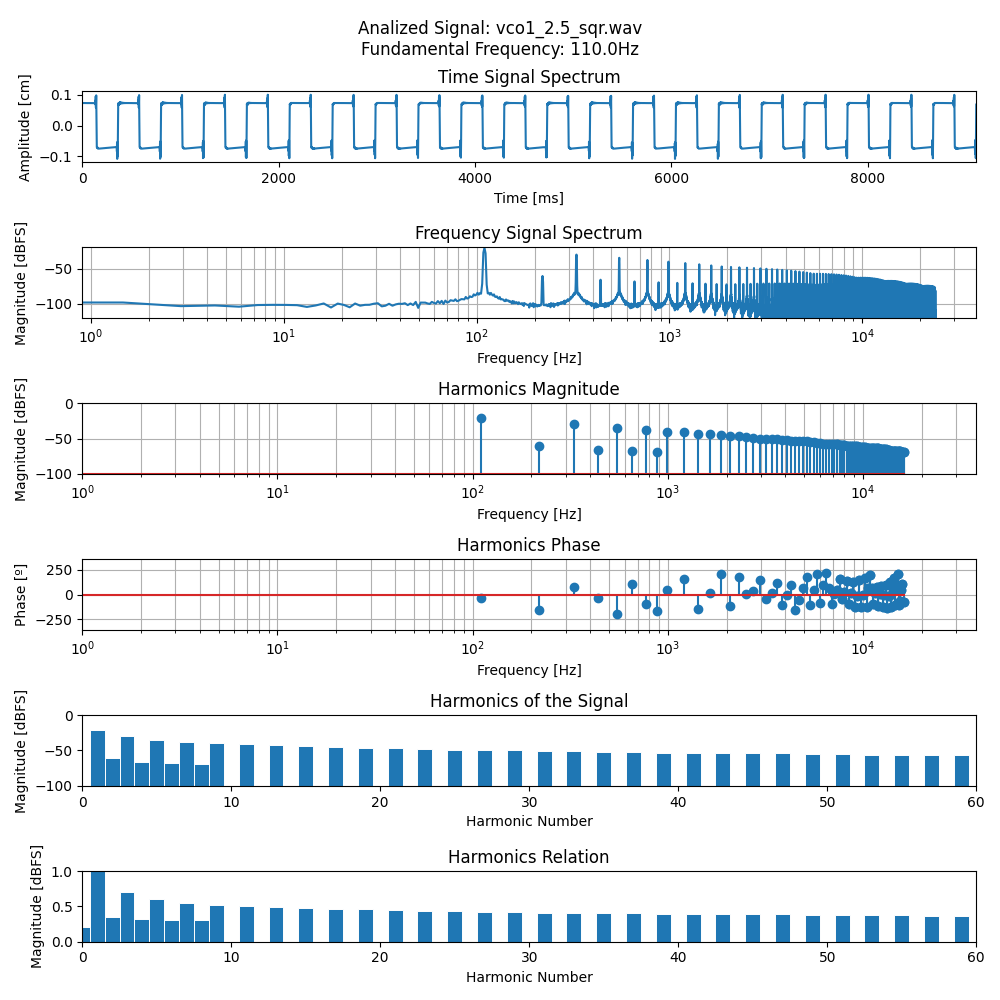 Analized Signal: vco1_2.5_sqr.wav
Fundamental Frequency: 110.0Hz
Time Signal Spectrum
Amplitude [cm]
0.1
0.0
−0.1
0 2000 4000 6000 8000
Time [ms]
Frequency Signal Spectrum
Magnitude [dBFS]
−50
−100
10⁰ 10¹ 10² 10³ 10⁴
Frequency [Hz]
Harmonics Magnitude
Magnitude [dBFS]
0
−50
−100
10⁰ 10¹ 10² 10³ 10⁴
Frequency [Hz]
Harmonics Phase
Phase [º]
250
0
−250
10⁰ 10¹ 10² 10³ 10⁴
Frequency [Hz]
Harmonics of the Signal
Magnitude [dBFS]
0
−50
−100
0 10 20 30 40 50 60
Harmonic Number
Harmonics Relation
Magnitude [dBFS]
1.0
0.5
0.0
0 10 20 30 40 50 60
Harmonic Number